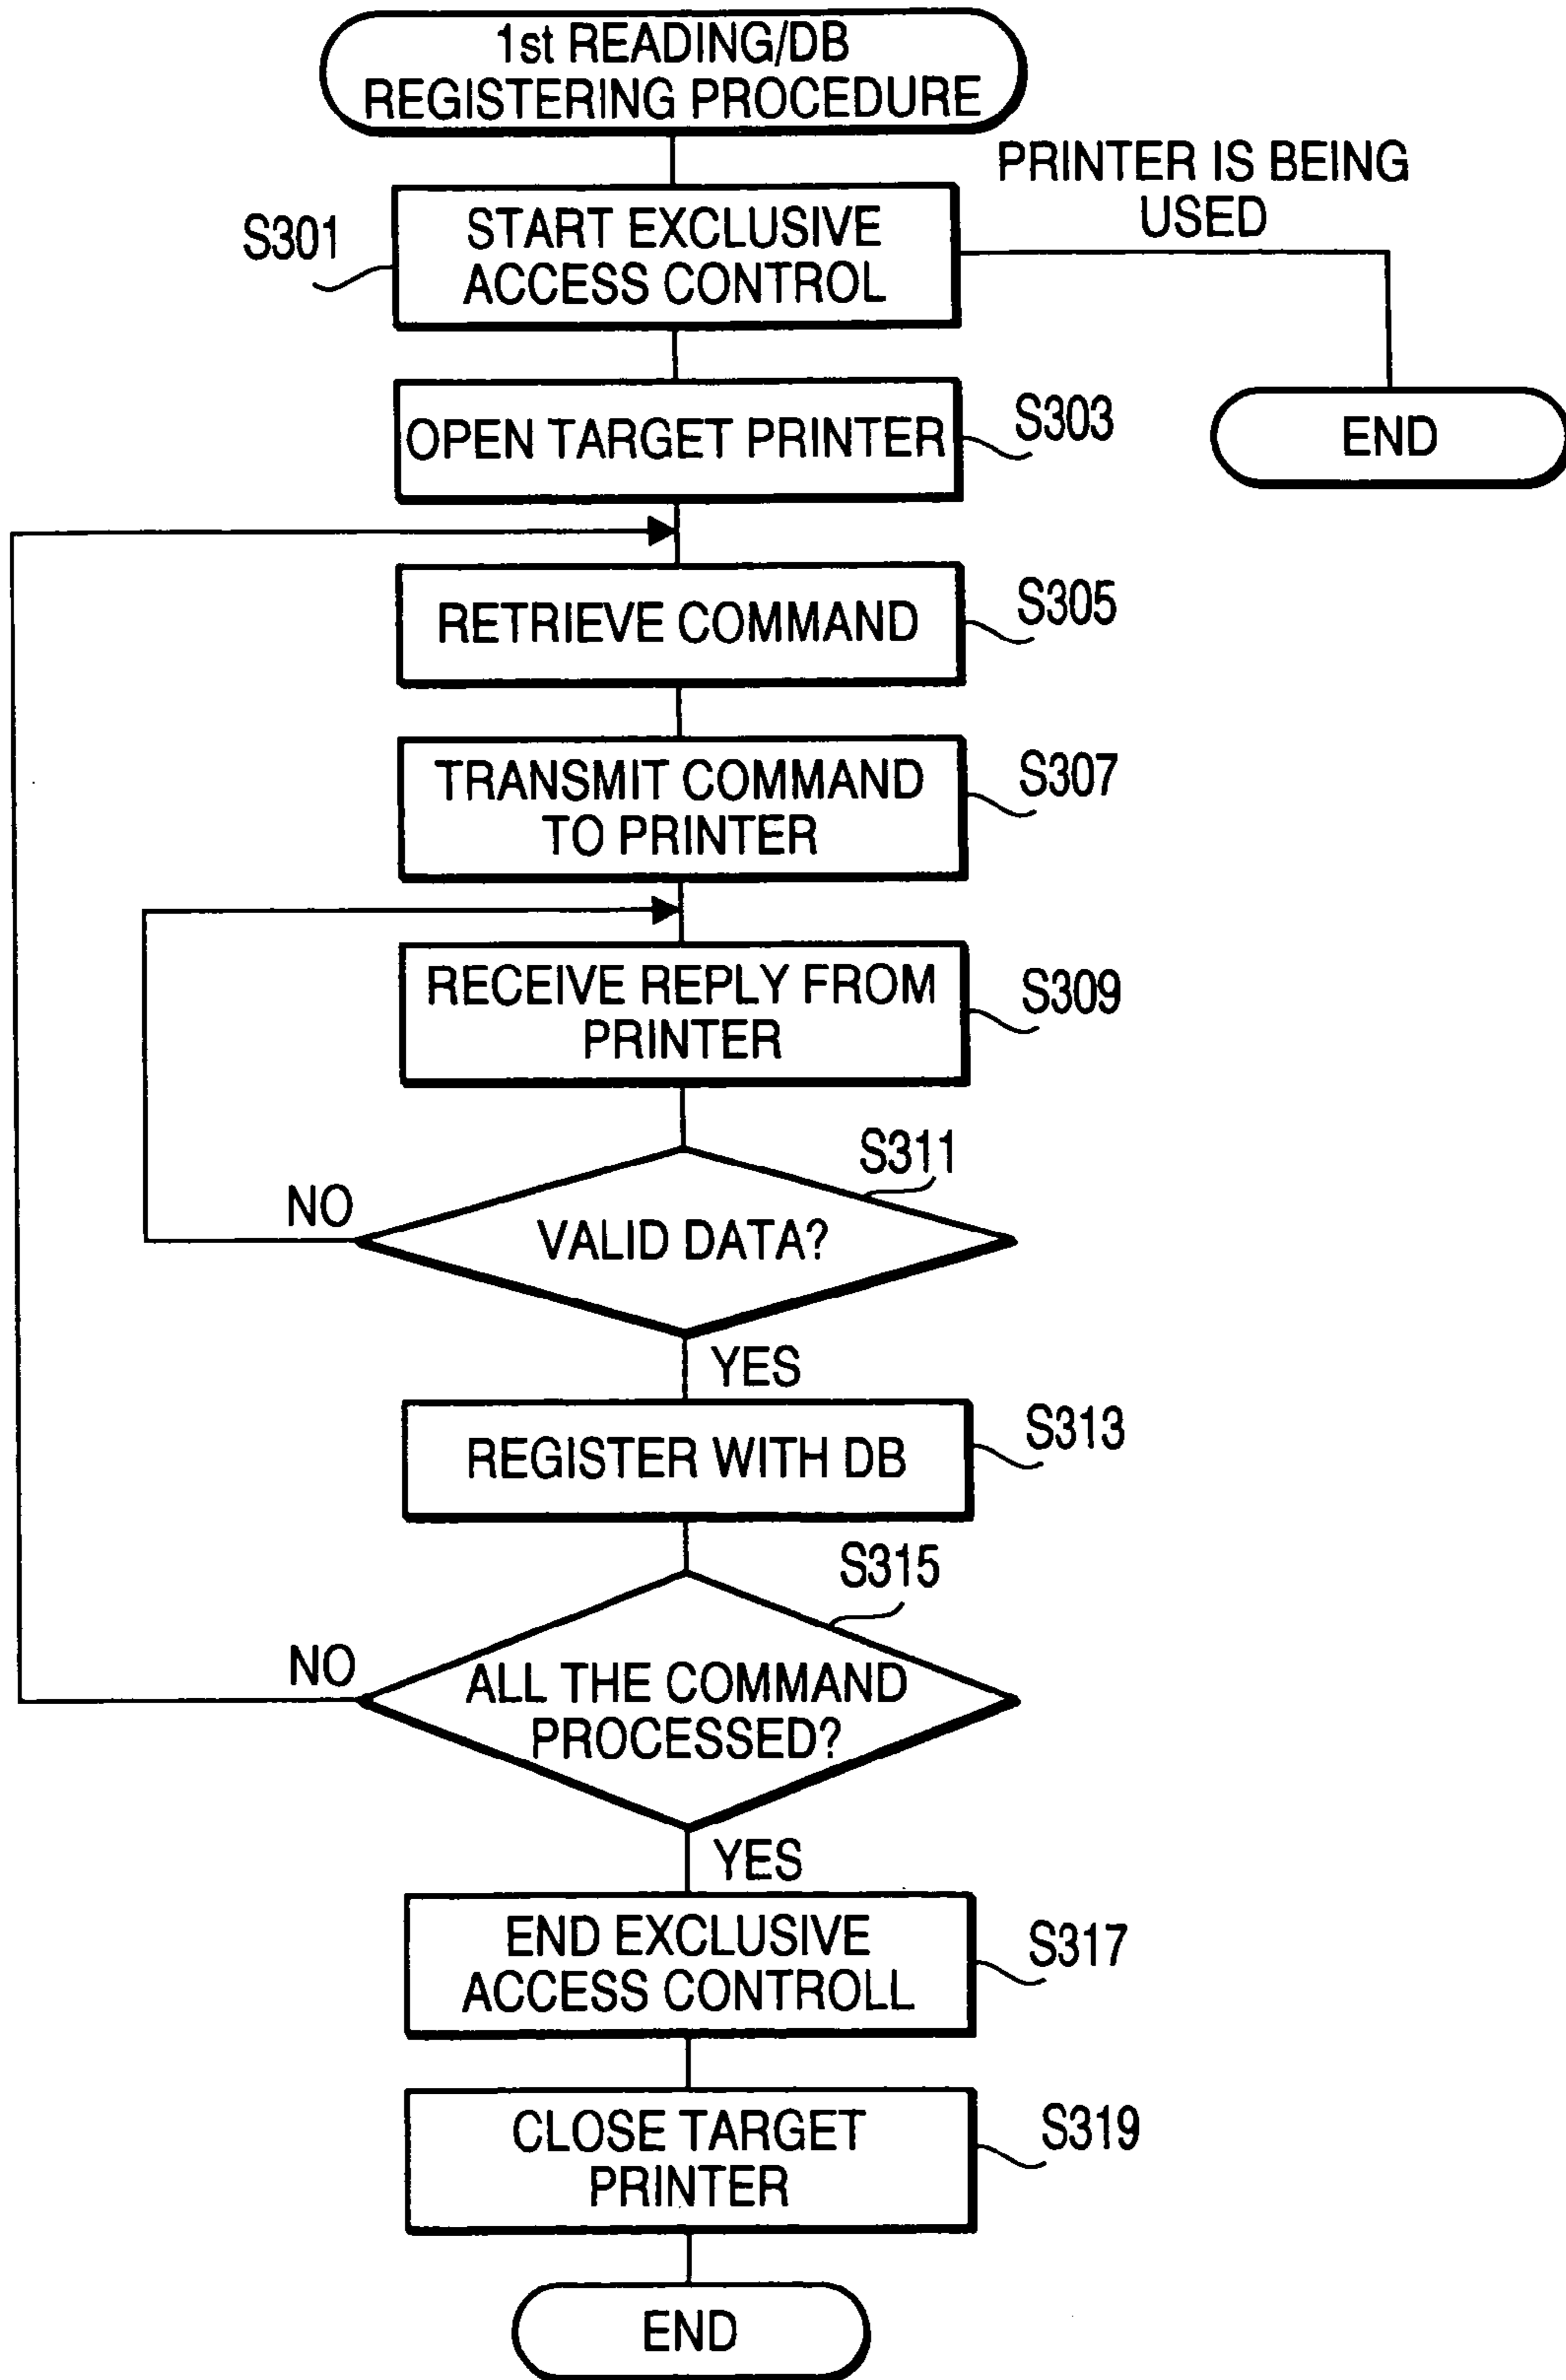 1st READING/DB
REGISTERING PROCEDURE
PRINTER IS BEING
USED
S301
START EXCLUSIVE
ACCESS CONTROL
OPEN TARGET PRINTER
S303
END
RETRIEVE COMMAND
S305
TRANSMIT COMMAND
TO PRINTER
S307
RECEIVE REPLY FROM
PRINTER
S309
S311
NO
VALID DATA?
YES
REGISTER WITH DB
S313
S315
NO
ALL THE COMMAND
PROCESSED?
YES
END EXCLUSIVE
ACCESS CONTROLL
S317
CLOSE TARGET
PRINTER
S319
END